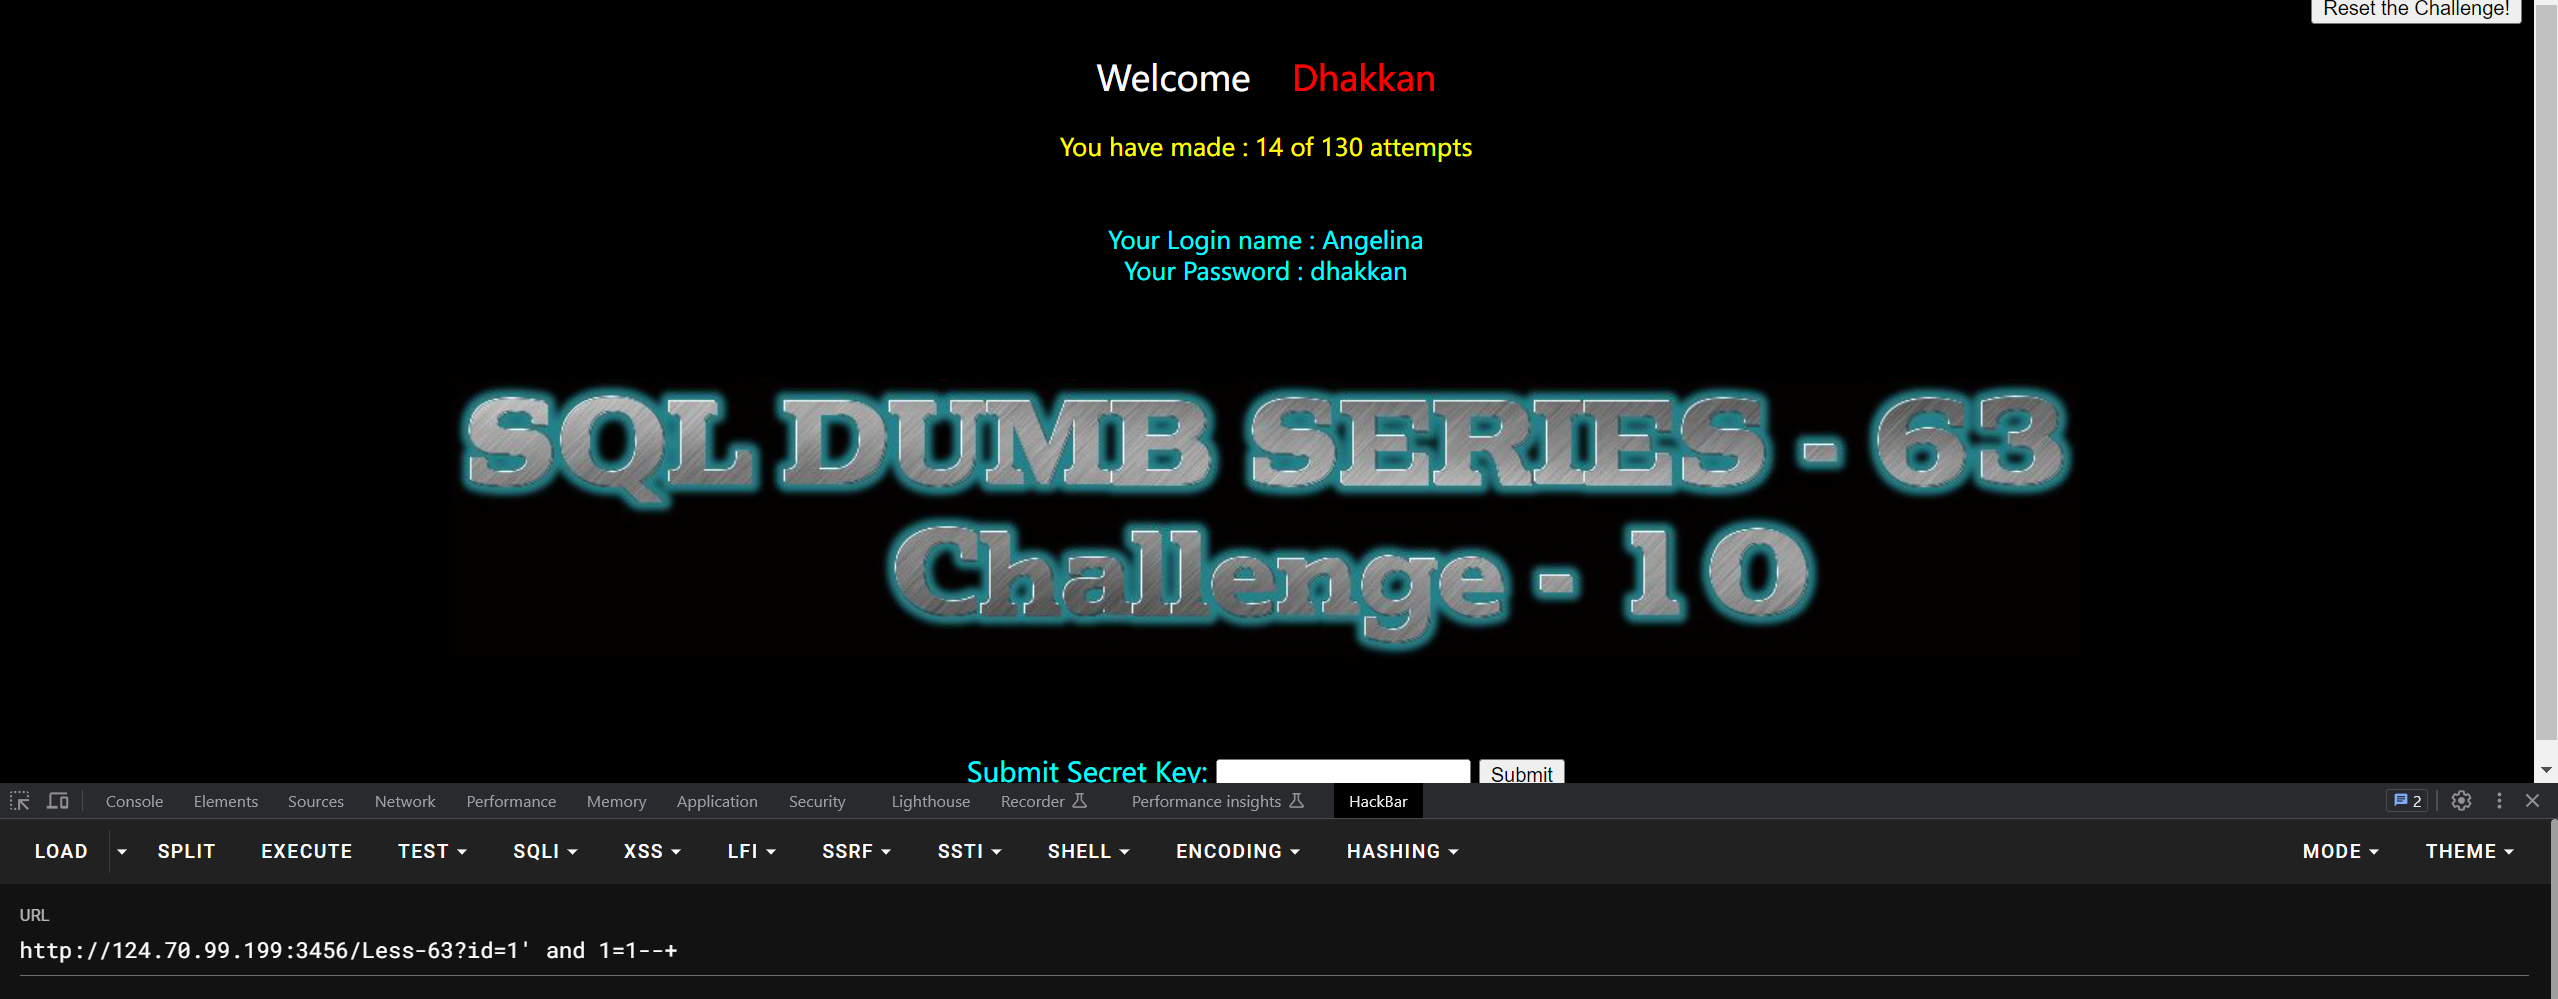 Reset the Challenge!
Welcome Dhakkan
You have made : 14 of 130 attempts
Your Login name : Angelina
Your Password : dhakkan
SQL DUMB SERIES - 63
Challenge - 10
Submit Secret Key: Submit
Console Elements Sources Network Performance Memory Application Security Lighthouse Recorder Performance insights HackBar 2
LOAD SPLIT EXECUTE TEST SQLI XSS LFI SSRF SSTI SHELL ENCODING HASHING MODE THEME
URL
http://124.70.99.199:3456/Less-63?id=1' and 1=1--+